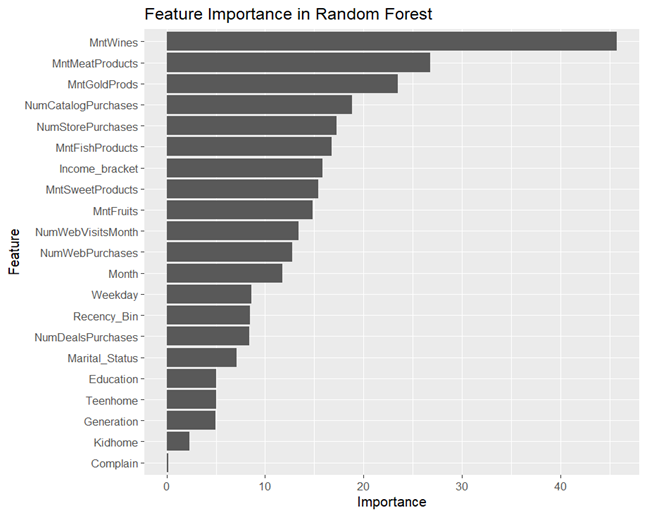 Feature Importance in Random Forest
MntWines
MntMeatProducts
MntGoldProds
NumCatalogPurchases
NumStorePurchases
MntFishProducts
Income_bracket
MntSweetProducts
MntFruits
NumWebVisitsMonth
NumWebPurchases
Month
Weekday
Recency_Bin
NumDealsPurchases
Marital_Status
Education
Teenhome
Generation
Kidhome
Complain
Feature
0 10 20 30 40
Importance